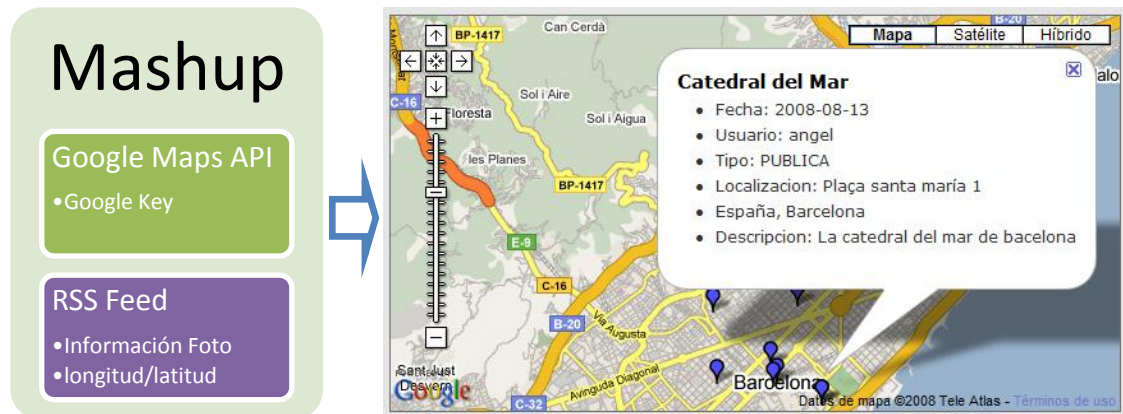 Mashup
Google Maps API
•Google Key
RSS Feed
•Información Foto
•longitud/latitud
Can Cerdà
B-20
BP-1417
Mapa
Satélite
Híbrido
Catedral del Mar
• Fecha: 2008-08-13
• Usuario: angel
• Tipo: PUBLICA
• Localizacion: Plaça santa maría 1
• España, Barcelona
• Descripcion: La catedral del mar de bacelona
C-16
Floresta
Sol i Aire
Sol i Aigua
les Planes
BP-1417
E-9
C-16
B-20
Via Augusta
Sant Just
Desvern
Google
Avinguda Diagonal
Barcelona
C-32
Datos de mapa ©2008 Tele Atlas - Términos de uso